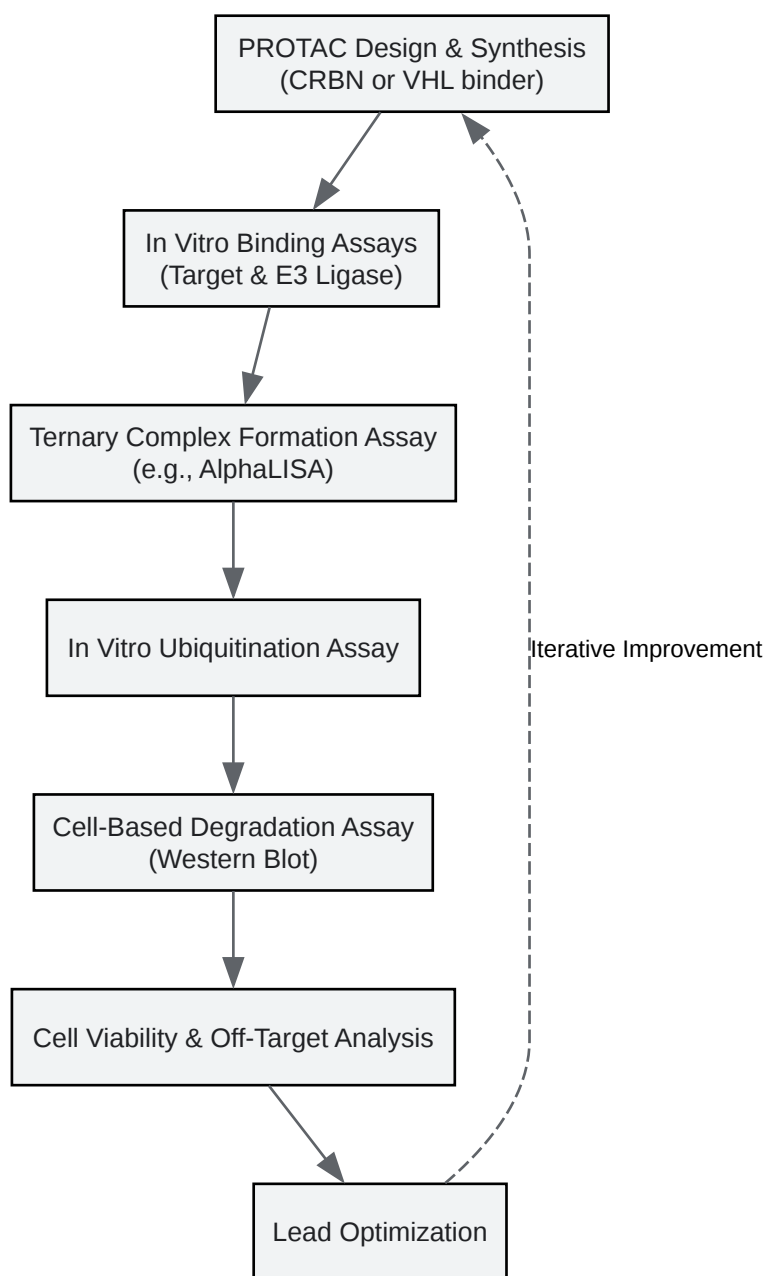 PROTAC Design & Synthesis
(CRBN or VHL binder)
In Vitro Binding Assays
(Target & E3 Ligase)
Ternary Complex Formation Assay
(e.g., AlphaLISA)
In Vitro Ubiquitination Assay
Iterative Improvement
Cell-Based Degradation Assay
(Western Blot)
Cell Viability & Off-Target Analysis
Lead Optimization